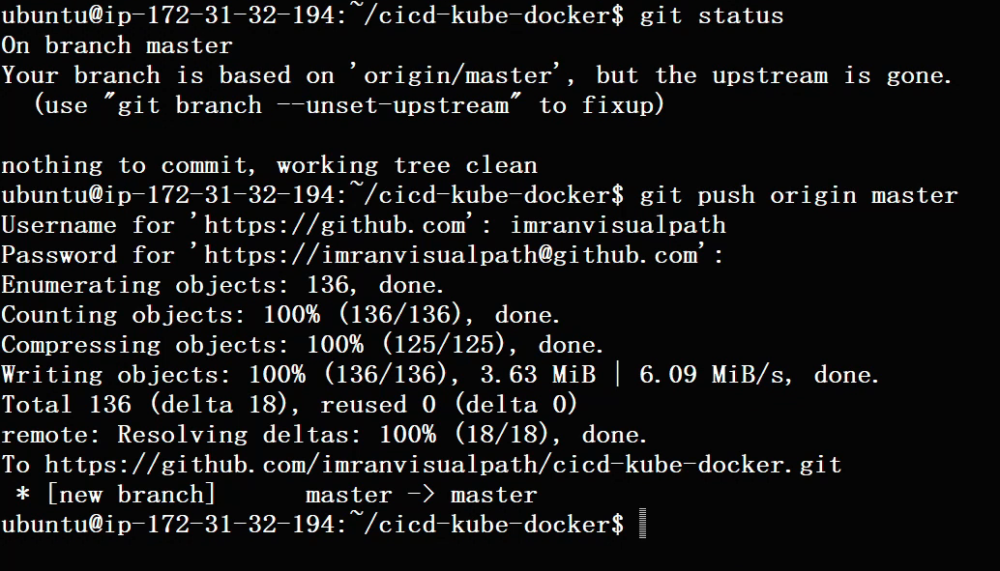 ubuntu@ip-172-31-32-194:~/cicd-kube-docker$ git status
On branch master
Your branch is based on 'origin/master', but the upstream is gone.
  (use "git branch --unset-upstream" to fixup)

nothing to commit, working tree clean
ubuntu@ip-172-31-32-194:~/cicd-kube-docker$ git push origin master
Username for 'https://github.com': imranvisualpath
Password for 'https://imranvisualpath@github.com':
Enumerating objects: 136, done.
Counting objects: 100% (136/136), done.
Compressing objects: 100% (125/125), done.
Writing objects: 100% (136/136), 3.63 MiB | 6.09 MiB/s, done.
Total 136 (delta 18), reused 0 (delta 0)
remote: Resolving deltas: 100% (18/18), done.
To https://github.com/imranvisualpath/cicd-kube-docker.git
 * [new branch]      master -> master
ubuntu@ip-172-31-32-194:~/cicd-kube-docker$